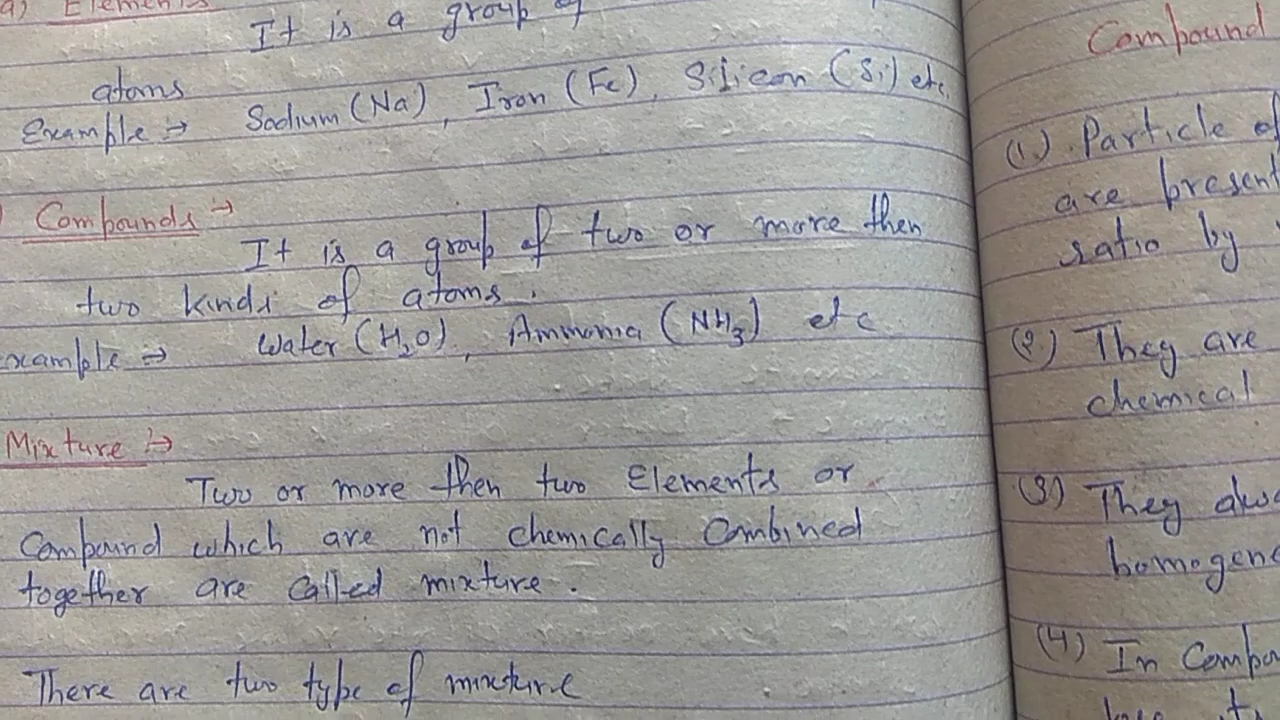 a) Elements
It is a group of
atoms
Example :→ Sodium (Na), Iron (Fe), Silicon (Si) etc.
) Compounds :→
It is a group of two or more then
two kinds of atoms.
xample :→ Water (H₂O), Ammonia (NH₃) etc
Mixture :→
Two or more then two Elements or
Compound which are not chemically Combined
together are called mixture.
There are two type of mixture
Compound
(1.) Particle of
are present
ratio by
(2) They are
chemical
(3) They
homogene
(4) In Compou